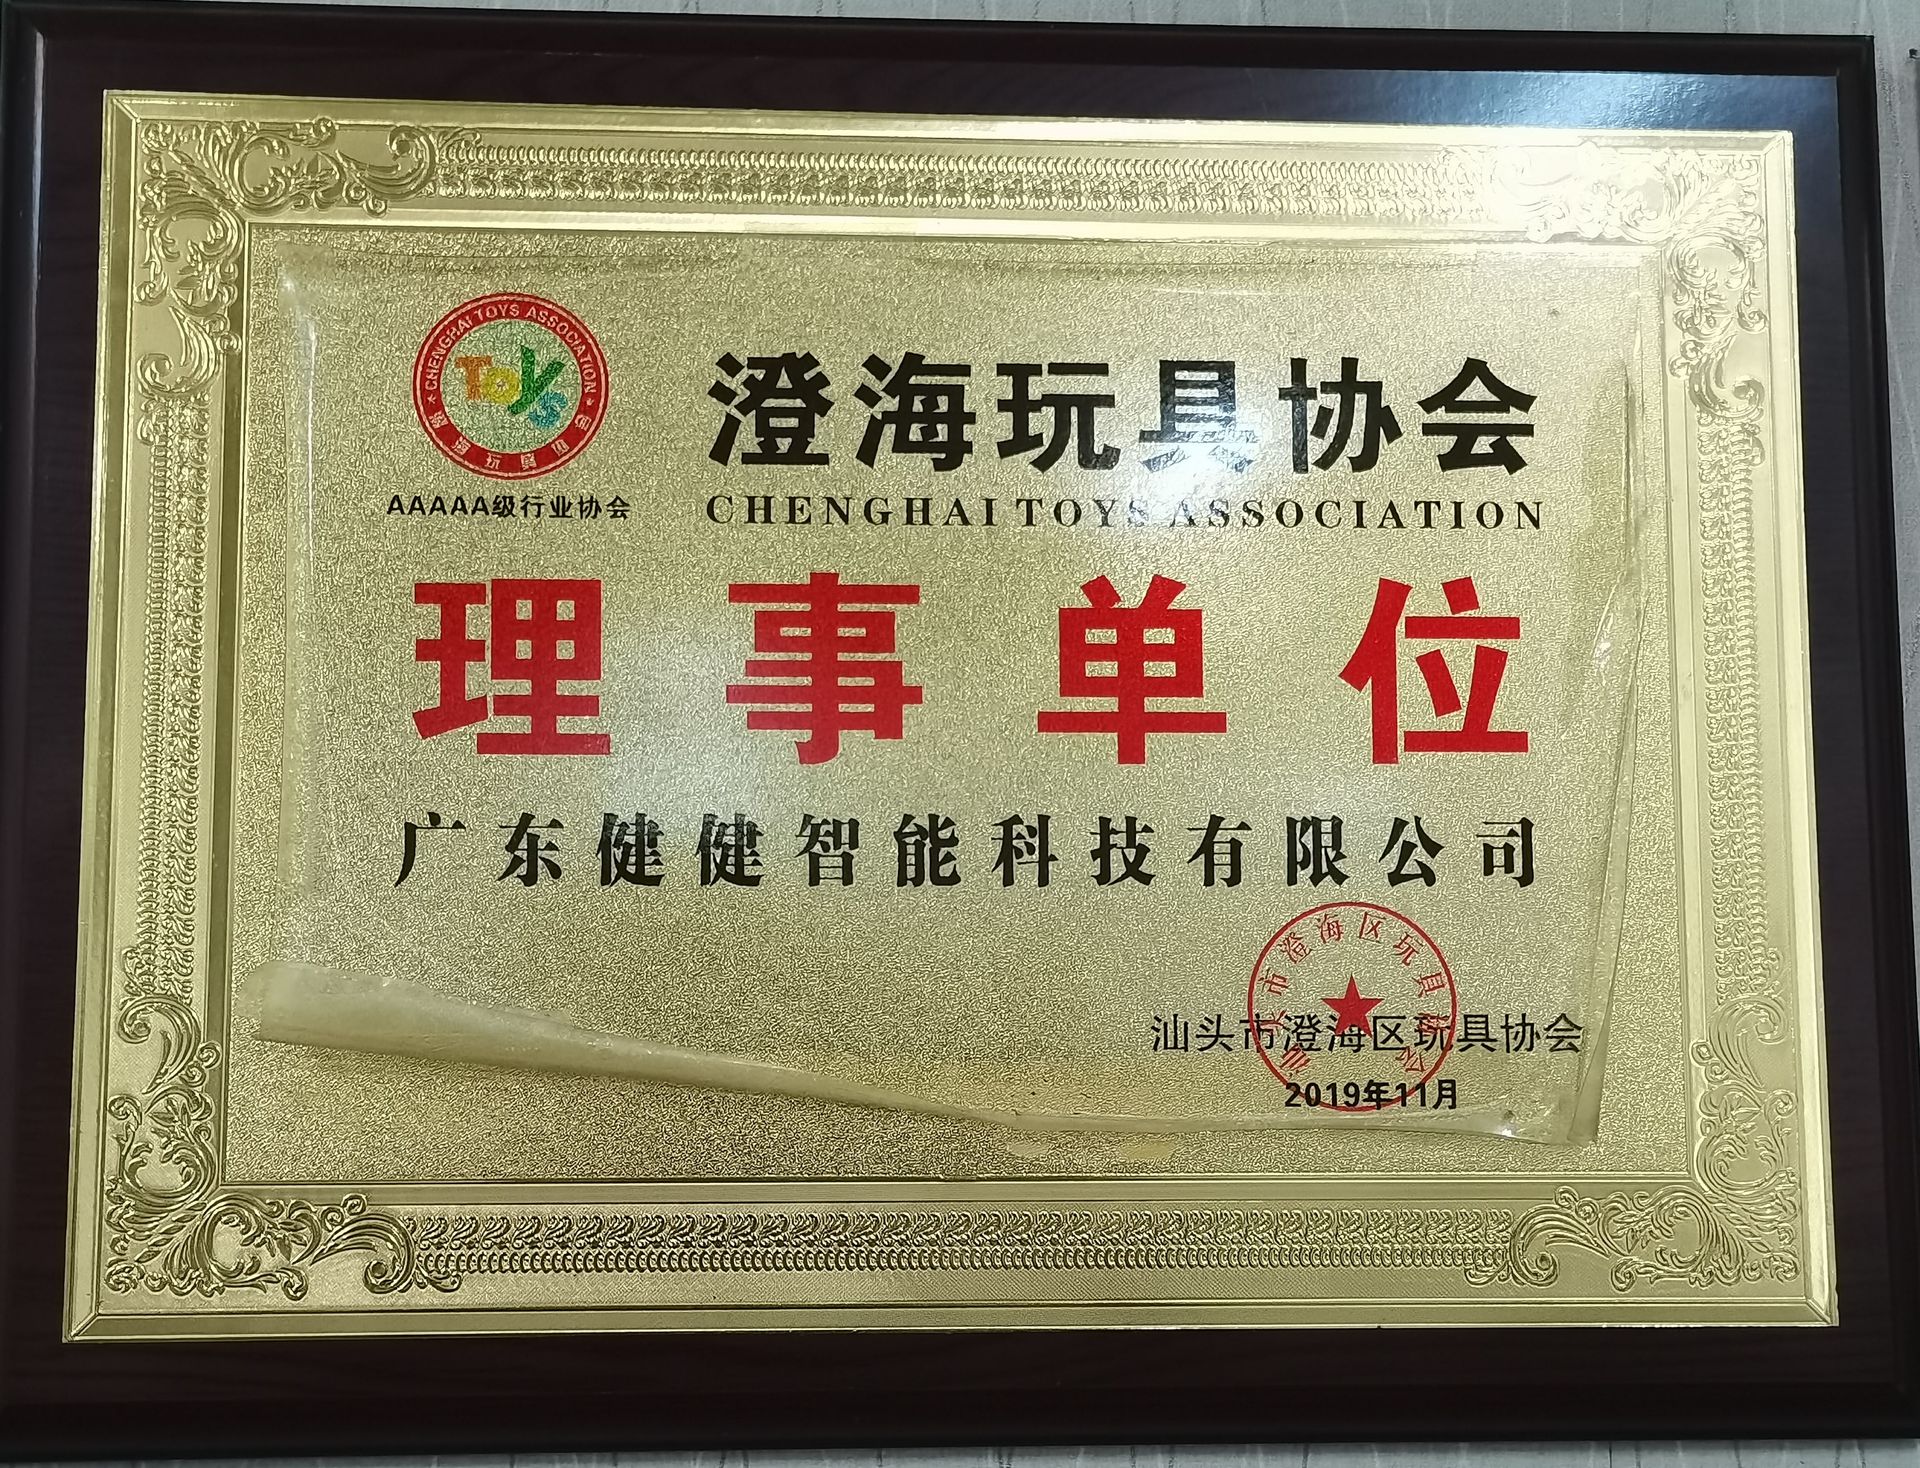 CHENGHAI TOYS ASSOCIATION
Toys
澄海玩具协会
AAAAA级行业协会
澄海玩具协会
CHENGHAI TOYS ASSOCIATION
理事单位
广东健健智能科技有限公司
汕头市澄海区玩具协会
汕头市澄海区玩具协会
2019年11月